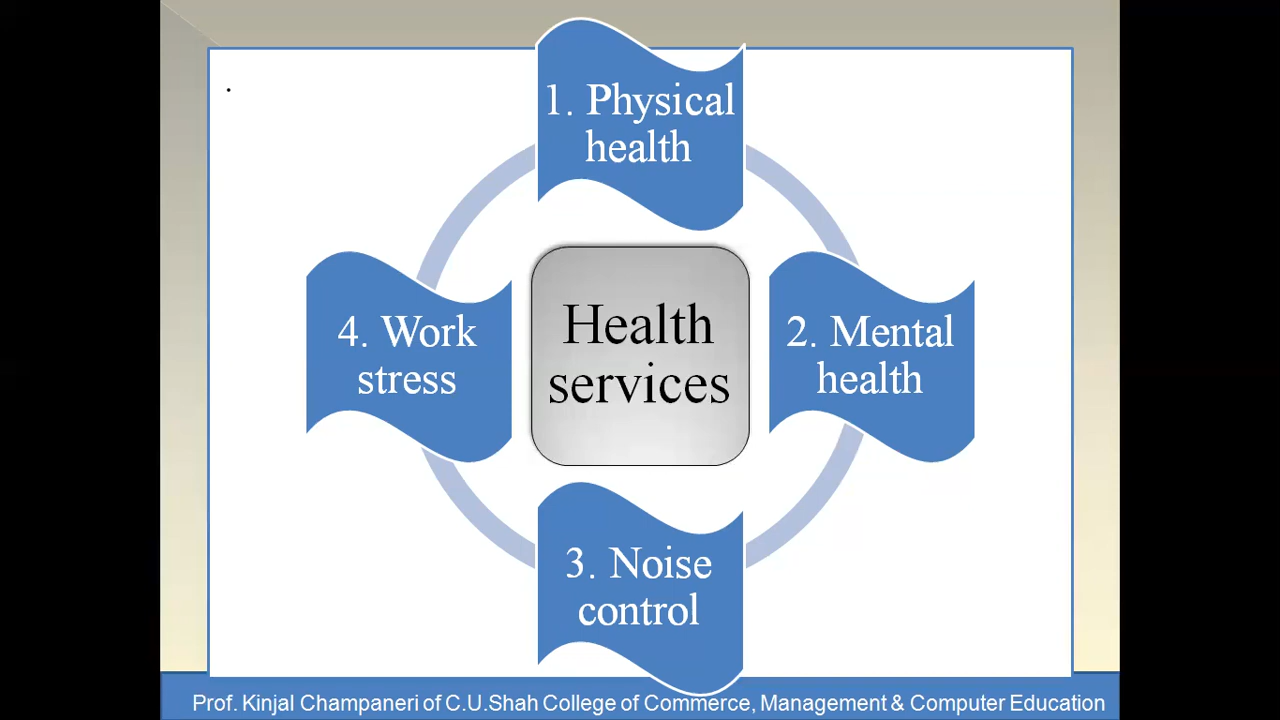 1. Physical
health
4. Work
stress
Health
services
2. Mental
health
3. Noise
control
Prof. Kinjal Champaneri of C.U.Shah College of Commerce, Management & Computer Education